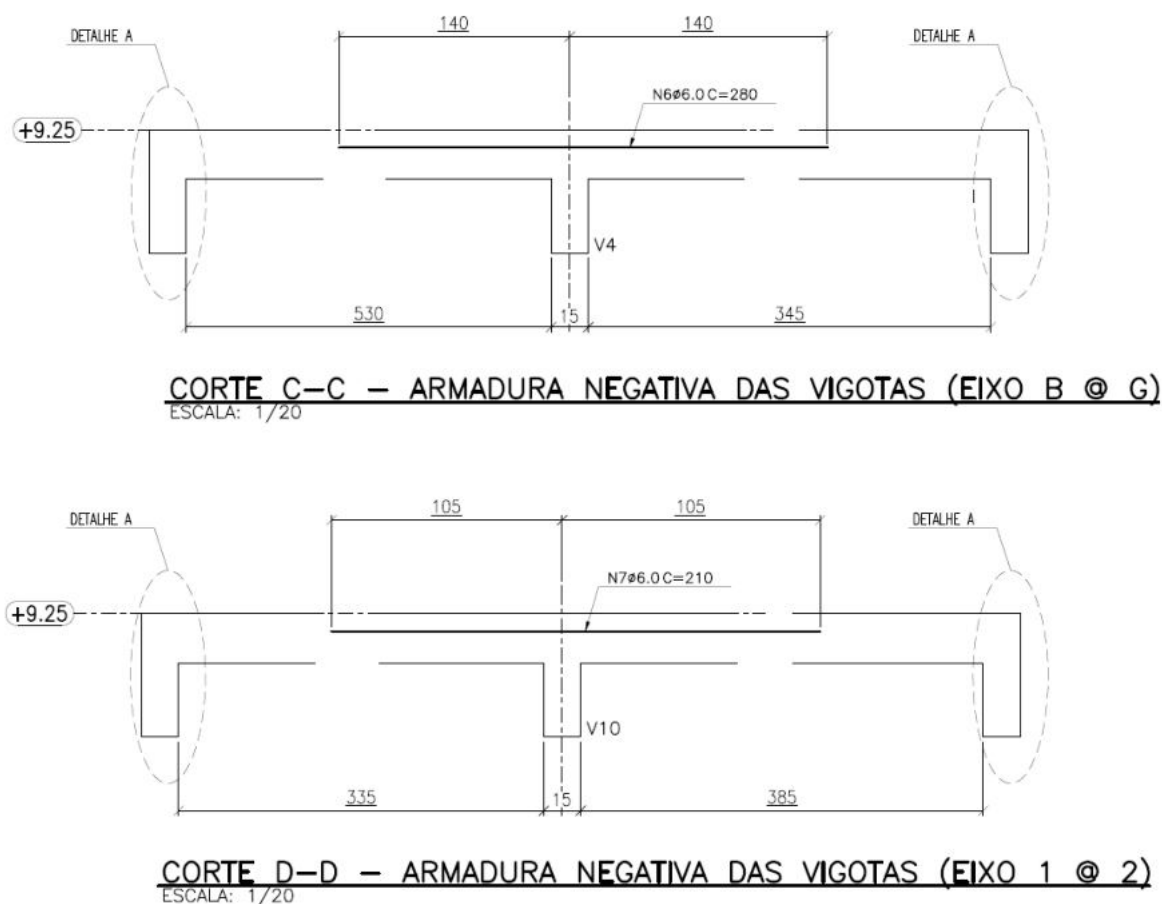 140 140
DETALHE A DETALHE A
N6ø6.0 C=280
+9.25
V4
530 15 345
CORTE C-C - ARMADURA NEGATIVA DAS VIGOTAS (EIXO B @ G)
ESCALA: 1/20
105 105
DETALHE A DETALHE A
N7ø6.0 C=210
+9.25
V10
335 15 385
CORTE D-D - ARMADURA NEGATIVA DAS VIGOTAS (EIXO 1 @ 2)
ESCALA: 1/20